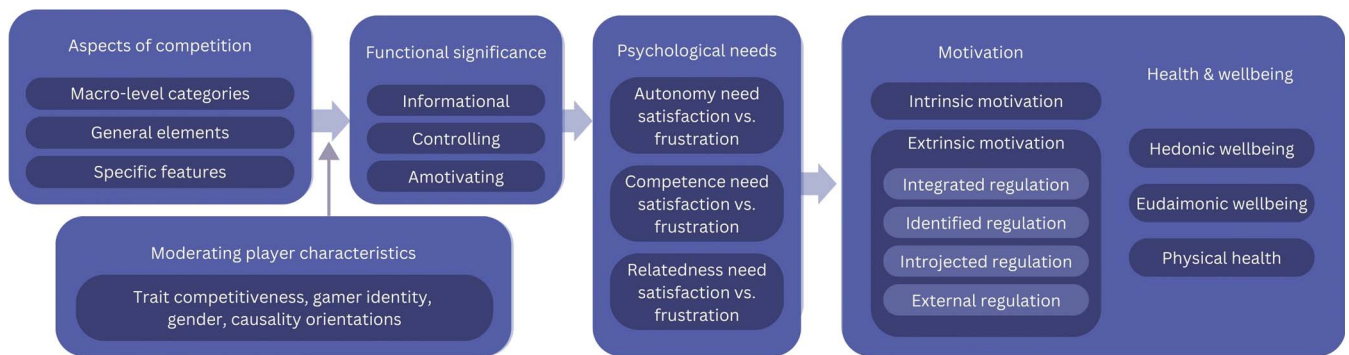 Aspects of competition
Macro-level categories
General elements
Specific features
Moderating player characteristics
Trait competitiveness, gamer identity,
gender, causality orientations
Functional significance
Informational
Controlling
Amotivating
Psychological needs
Autonomy need
satisfaction vs.
frustration
Competence need
satisfaction vs.
frustration
Relatedness need
satisfaction vs.
frustration
Motivation
Intrinsic motivation
Extrinsic motivation
Integrated regulation
Identified regulation
Introjected regulation
External regulation
Health & wellbeing
Hedonic wellbeing
Eudaimonic wellbeing
Physical health